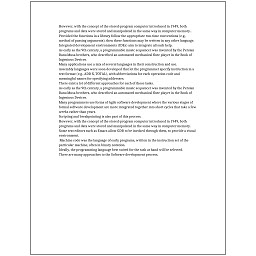 However, with the concept of the stored-program computer introduced in 1949, both
programs and data were stored and manipulated in the same way in computer memory.
Provided the functions in a library follow the appropriate run-time conventions (e.g.,
method of passing arguments), then these functions may be written in any other language.
Integrated development environments (IDEs) aim to integrate all such help.
As early as the 9th century, a programmable music sequencer was invented by the Persian
Banu Musa brothers, who described an automated mechanical flute player in the Book of
Ingenious Devices.
Many applications use a mix of several languages in their construction and use.
Assembly languages were soon developed that let the programmer specify instruction in a
text format (e.g., ADD X, TOTAL), with abbreviations for each operation code and
meaningful names for specifying addresses.
There exist a lot of different approaches for each of those tasks.
As early as the 9th century, a programmable music sequencer was invented by the Persian
Banu Musa brothers, who described an automated mechanical flute player in the Book of
Ingenious Devices.
Many programmers use forms of Agile software development where the various stages of
formal software development are more integrated together into short cycles that take a few
weeks rather than years.
Scripting and breakpointing is also part of this process.
However, with the concept of the stored-program computer introduced in 1949, both
programs and data were stored and manipulated in the same way in computer memory.
Some text editors such as Emacs allow GDB to be invoked through them, to provide a visual
environment.
Machine code was the language of early programs, written in the instruction set of the
particular machine, often in binary notation.
Ideally, the programming language best suited for the task at hand will be selected.
There are many approaches to the Software development process.